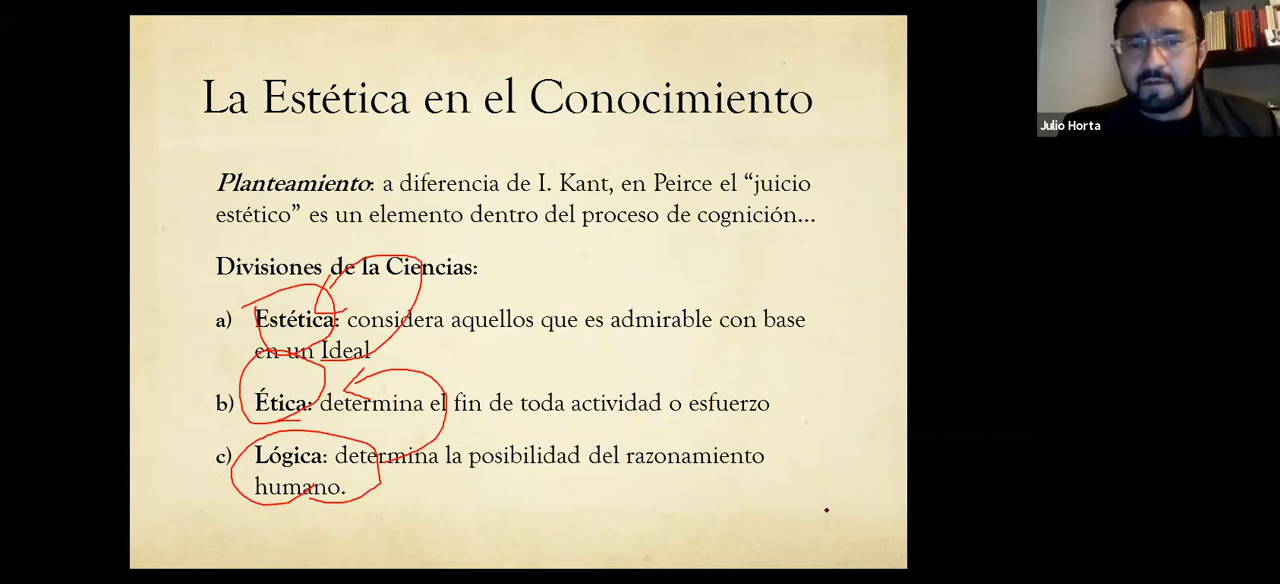 La Estética en el Conocimiento
Planteamiento: a diferencia de I. Kant, en Peirce el “juicio
estético” es un elemento dentro del proceso de cognición...
Divisiones de la Ciencias:
a) Estética: considera aquellos que es admirable con base
en un Ideal
b) Ética: determina el fin de toda actividad o esfuerzo
c) Lógica: determina la posibilidad del razonamiento
humano.
Julio Horta